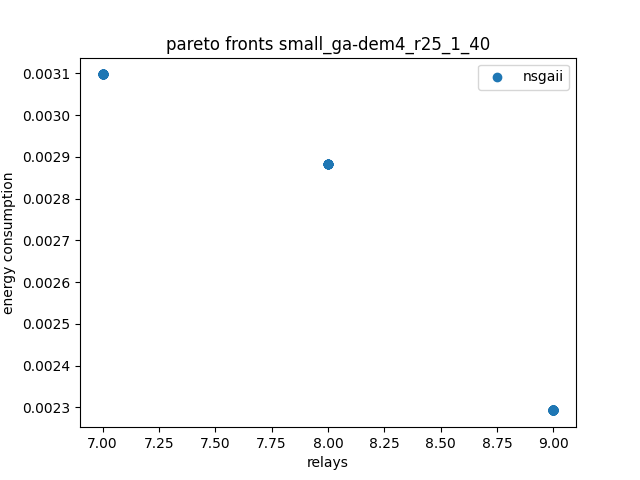 pareto fronts small_ga-dem4_r25_1_40
nsgaii
energy consumption
0.0031
0.0030
0.0029
0.0028
0.0027
0.0026
0.0025
0.0024
0.0023
7.00 7.25 7.50 7.75 8.00 8.25 8.50 8.75 9.00
relays